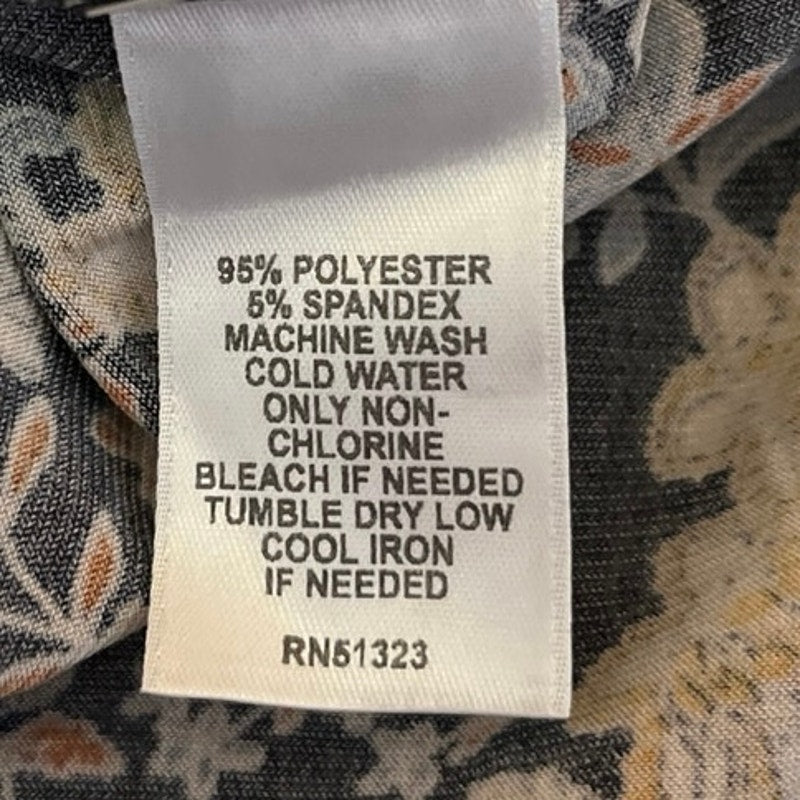 95% POLYESTER
5% SPANDEX
MACHINE WASH
COLD WATER
ONLY NON-
CHLORINE
BLEACH IF NEEDED
TUMBLE DRY LOW
COOL IRON
IF NEEDED
RN51323